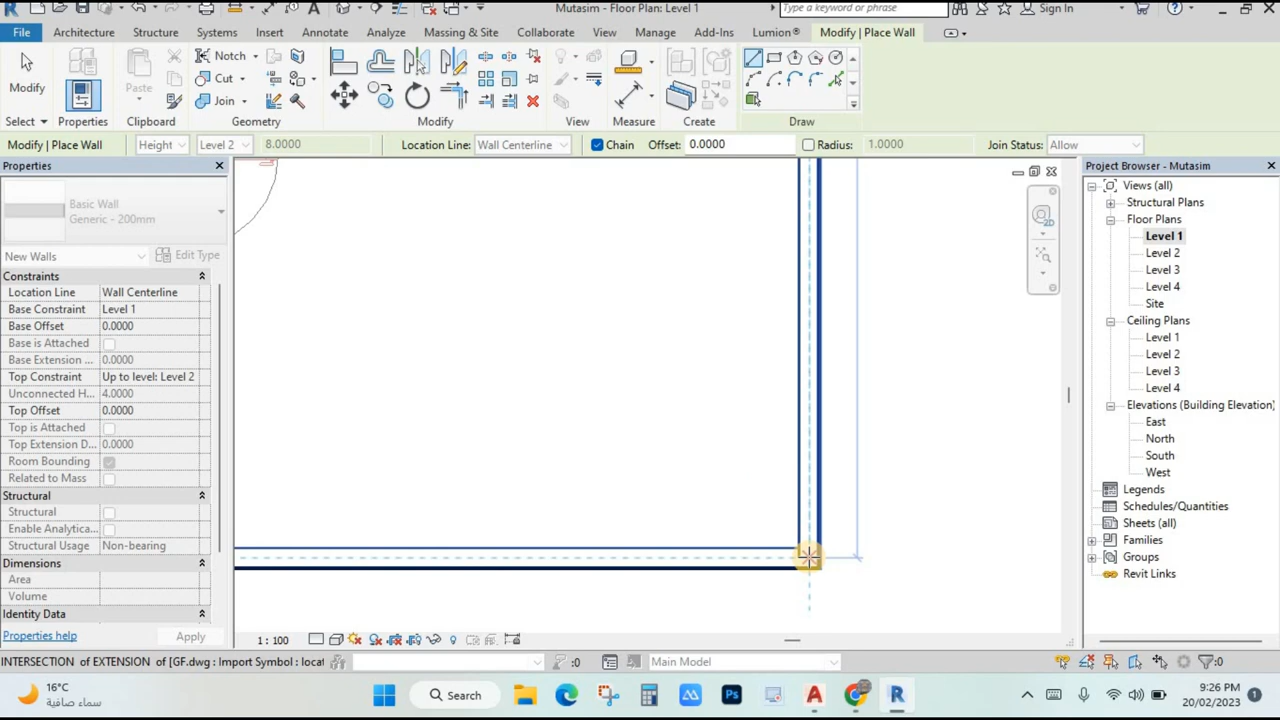 Mutasim - Floor Plan: Level 1
Type a keyword or phrase
Sign In
File
Architecture
Structure
Systems
Insert
Annotate
Analyze
Massing & Site
Collaborate
View
Manage
Add-Ins
Lumion®
Modify | Place Wall
Modify
Select
Properties
Paste
Clipboard
Notch
Cut
Join
Geometry
Modify
View
Measure
Create
Draw
Modify | Place Wall
Height
Level 2
8.0000
Location Line:
Wall Centerline
Chain
Offset:
0.0000
Radius:
1.0000
Join Status:
Allow
Properties
Basic Wall
Generic - 200mm
New Walls
Edit Type
Constraints
Location Line Wall Centerline
Base Constraint Level 1
Base Offset 0.0000
Base is Attached
Base Extension ... 0.0000
Top Constraint Up to level: Level 2
Unconnected H... 4.0000
Top Offset 0.0000
Top is Attached
Top Extension D... 0.0000
Room Bounding
Related to Mass
Structural
Structural
Enable Analytica...
Structural Usage Non-bearing
Dimensions
Area
Volume
Identity Data
Properties help
Apply
2D
Project Browser - Mutasim
Views (all)
Structural Plans
Floor Plans
Level 1
Level 2
Level 3
Level 4
Site
Ceiling Plans
Level 1
Level 2
Level 3
Level 4
Elevations (Building Elevation)
East
North
South
West
Legends
Schedules/Quantities
Sheets (all)
Families
Groups
Revit Links
1 : 100
INTERSECTION of EXTENSION of [GF.dwg : Import Symbol : locat
:0
Main Model
:0
16°C
سماء صافية
Search
Ps
9:26 PM
20/02/2023